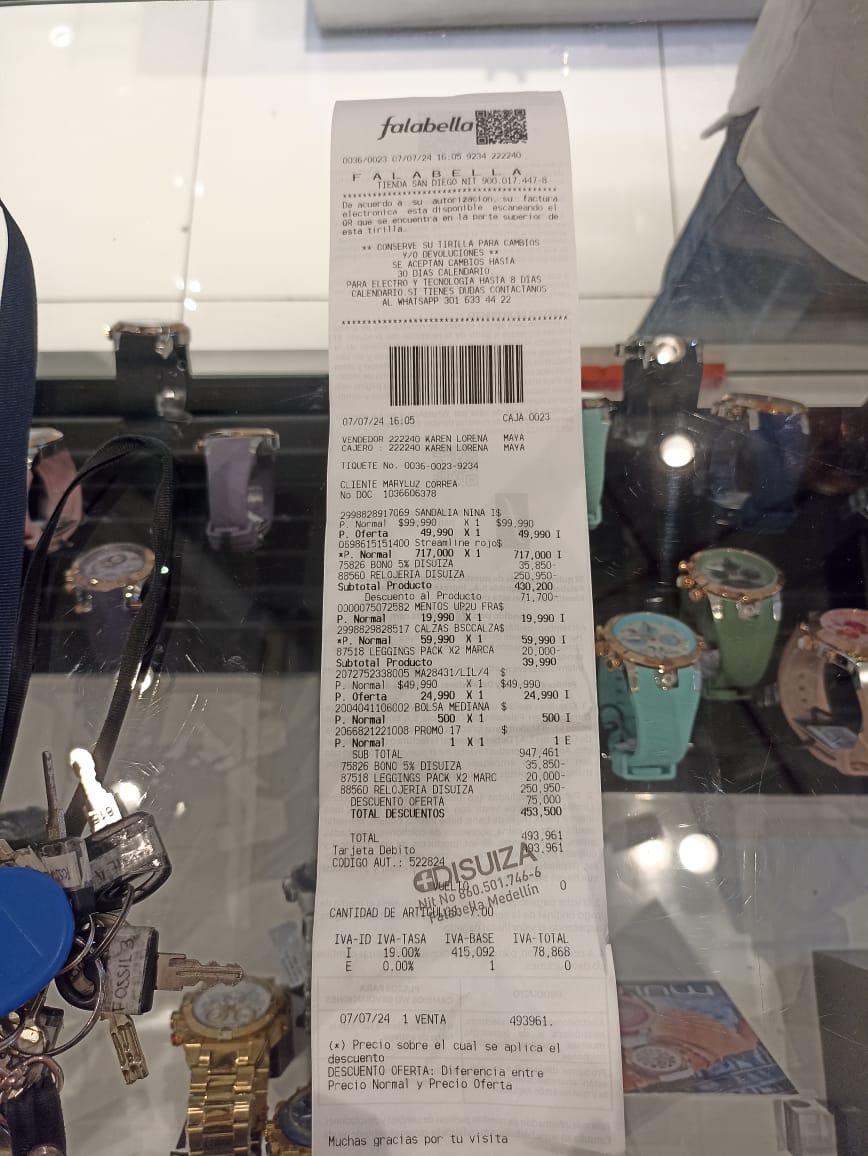 falabella
0036/0023 07/07/24 16:05 9234 222240
F A L A B E L L A
TIENDA SAN DIEGO NIT 900.017.447-8
De acuerdo a su autorizacion, su factura
electronica esta disponible escaneando el
QR que se encuentra en la parte superior de
esta tirilla.
** CONSERVE SU TIRILLA PARA CAMBIOS
Y/O DEVOLUCIONES **
SE ACEPTAN CAMBIOS HASTA
30 DIAS CALENDARIO.
PARA ELECTRO Y TECNOLOGIA HASTA 8 DIAS
CALENDARIO.SI TIENES DUDAS CONTACTANOS
AL WHATSAPP 301 633 44 22
07/07/24 16:05 CAJA 0023
VENDEDOR 222240 KAREN LORENA MAYA
CAJERO : 222240 KAREN LORENA MAYA
TIQUETE No. 0036-0023-9234
CLIENTE MARYLUZ CORREA
No DOC 1036606378
2998828917069 SANDALIA NINA I$
P. Normal $99,990 X 1 $99,990
P. Oferta 49,990 X 1 49,990 I
0698615151400 Streamline rojo$
*P. Normal 717,000 X 1 717,000 I
75826 BONO 5% DISUIZA 35,850-
88560 RELOJERIA DISUIZA 250,950-
Subtotal Producto 430,200
Descuento al Producto 71,700-
0000075072582 MENTOS UP2U FRA$
P. Normal 19,990 X 1 19,990 I
2998829828517 CALZAS BSCCALZA$
*P. Normal 59,990 X 1 59,990 I
87518 LEGGINGS PACK X2 MARCA 20,000-
Subtotal Producto 39,990
2072752338005 MA28431/LIL/4 $
P. Normal $49,990 X 1 $49,990
P. Oferta 24,990 X 1 24,990 I
2004041106002 BOLSA MEDIANA $
P. Normal 500 X 1 500 I
2066821221008 PROMO 17 $
P. Normal 1 X 1 1 E
SUB TOTAL 947,461
75826 BONO 5% DISUIZA 35,850-
87518 LEGGINGS PACK X2 MARC 20,000-
88560 RELOJERIA DISUIZA 250,950-
DESCUENTO OFERTA 75,000
TOTAL DESCUENTOS 453,500
TOTAL 493,961
Tarjeta Debito 493,961
CODIGO AUT.: 522824
DISUIZA
VUELTO 0
Nit No 860.501.746-6
Falabella Medellín
CANTIDAD DE ARTICULOS 7.00
IVA-ID IVA-TASA IVA-BASE IVA-TOTAL
I 19.00% 415,092 78,868
E 0.00% 1 0
07/07/24 1 VENTA 493961.
(*) Precio sobre el cual se aplica el
descuento
DESCUENTO OFERTA: Diferencia entre
Precio Normal y Precio Oferta
Muchas gracias por tu visita
FOSSIL 3